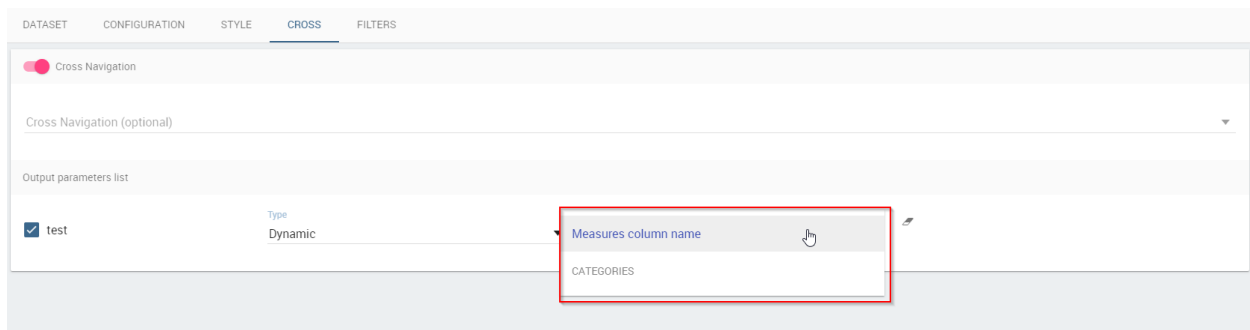 DATASET CONFIGURATION STYLE CROSS FILTERS
Cross Navigation
Cross Navigation (optional)
Output parameters list
test
Type
Dynamic
Measures column name
CATEGORIES